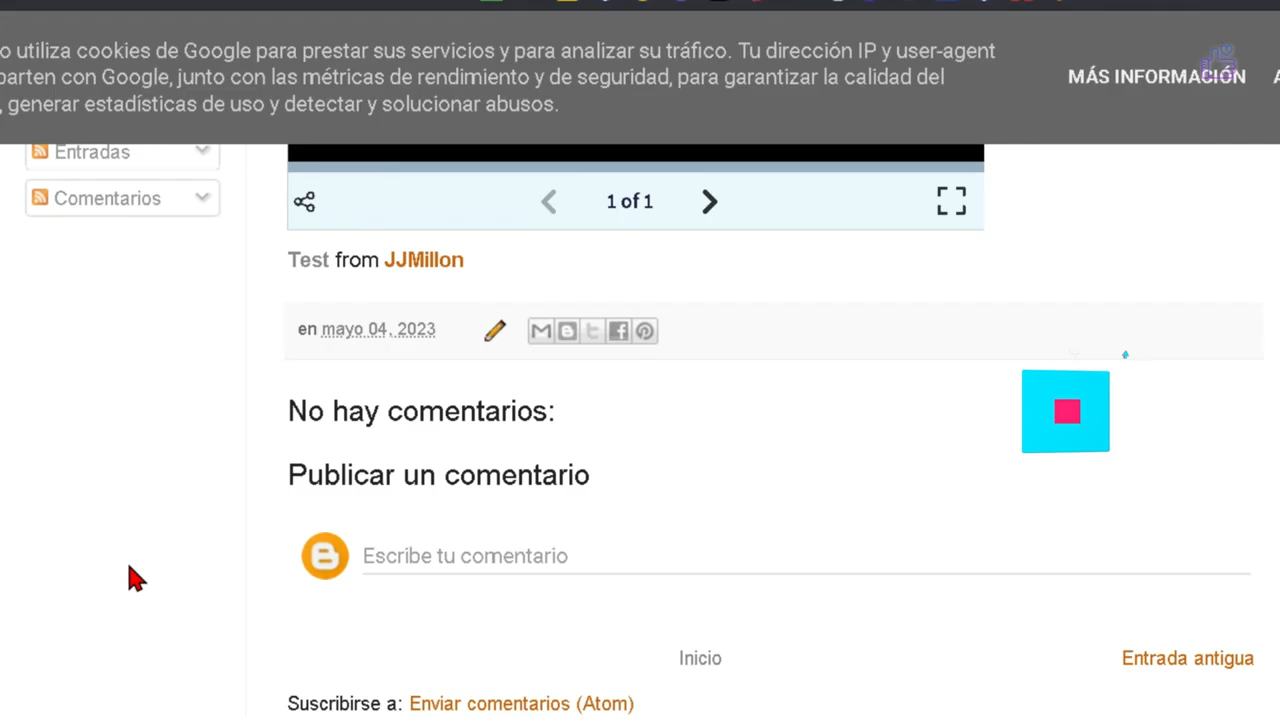 o utiliza cookies de Google para prestar sus servicios y para analizar su tráfico. Tu dirección IP y user-agent
parten con Google, junto con las métricas de rendimiento y de seguridad, para garantizar la calidad del
, generar estadísticas de uso y detectar y solucionar abusos.
MÁS INFORMACIÓN
Entradas
Comentarios
1 of 1
Test from JJMillon
en mayo 04, 2023
No hay comentarios:
Publicar un comentario
Escribe tu comentario
Inicio
Entrada antigua
Suscribirse a: Enviar comentarios (Atom)